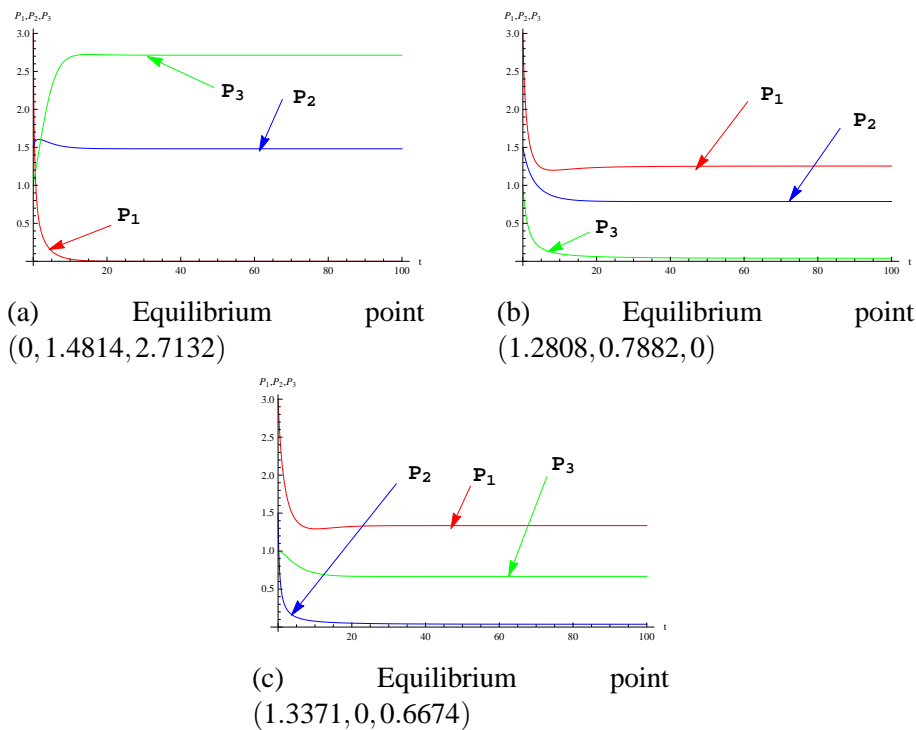 P1,P2,P3
3.0
2.5
2.0
1.5
1.0
0.5
20
40
60
80
100
t
P3
P2
P1
(a) Equilibrium point
(0, 1.4814, 2.7132)
P1,P2,P3
3.0
2.5
2.0
1.5
1.0
0.5
20
40
60
80
100
t
P1
P2
P3
(b) Equilibrium point
(1.2808, 0.7882, 0)
P1,P2,P3
3.0
2.5
2.0
1.5
1.0
0.5
20
40
60
80
100
t
P2
P1
P3
(c) Equilibrium point
(1.3371, 0, 0.6674)